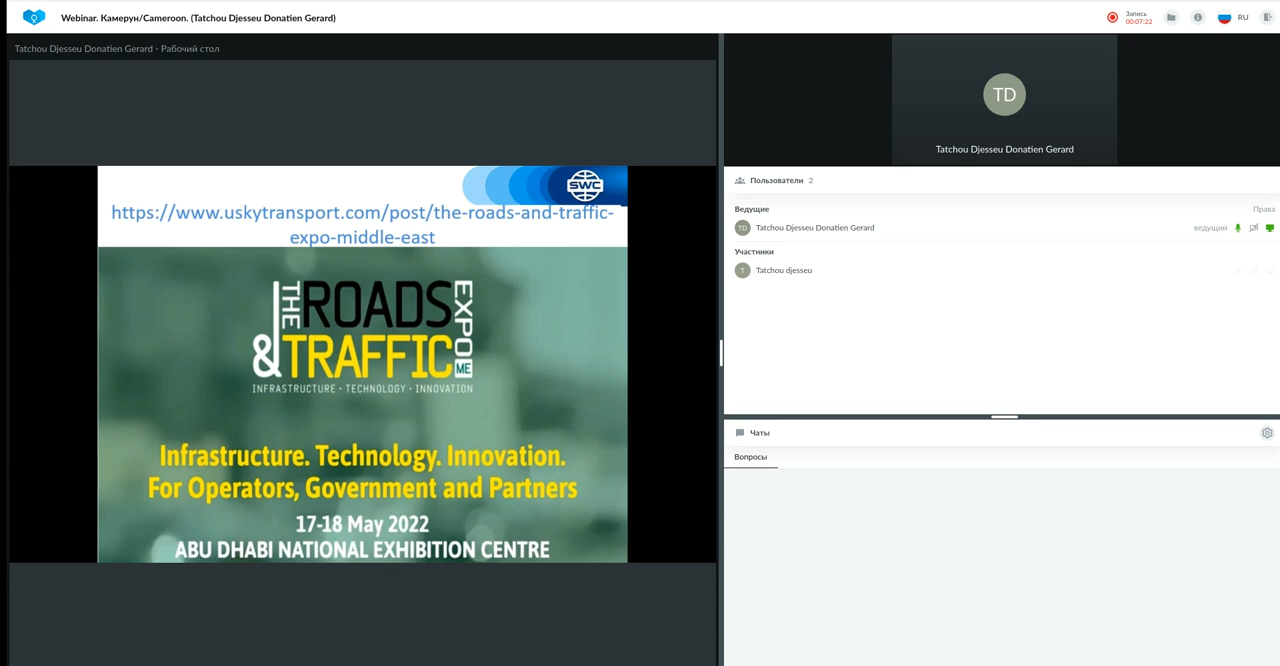 Webinar. Камерун/Cameroon. (Tatchou Djesseu Donatien Gerard)
Запись
00:07:22
RU
Tatchou Djesseu Donatien Gerard - Рабочий стол
SWC
https://www.uskytransport.com/post/the-roads-and-traffic-
expo-middle-east
THE ROADS
&TRAFFIC
EXPO ME
INFRASTRUCTURE · TECHNOLOGY · INNOVATION
Infrastructure. Technology. Innovation.
For Operators, Government and Partners
17-18 May 2022
ABU DHABI NATIONAL EXHIBITION CENTRE
TD
Tatchou Djesseu Donatien Gerard
Пользователи 2
Ведущие Права
TD Tatchou Djesseu Donatien Gerard ведущий
Участники
T Tatchou djesseu
Чаты
Вопросы